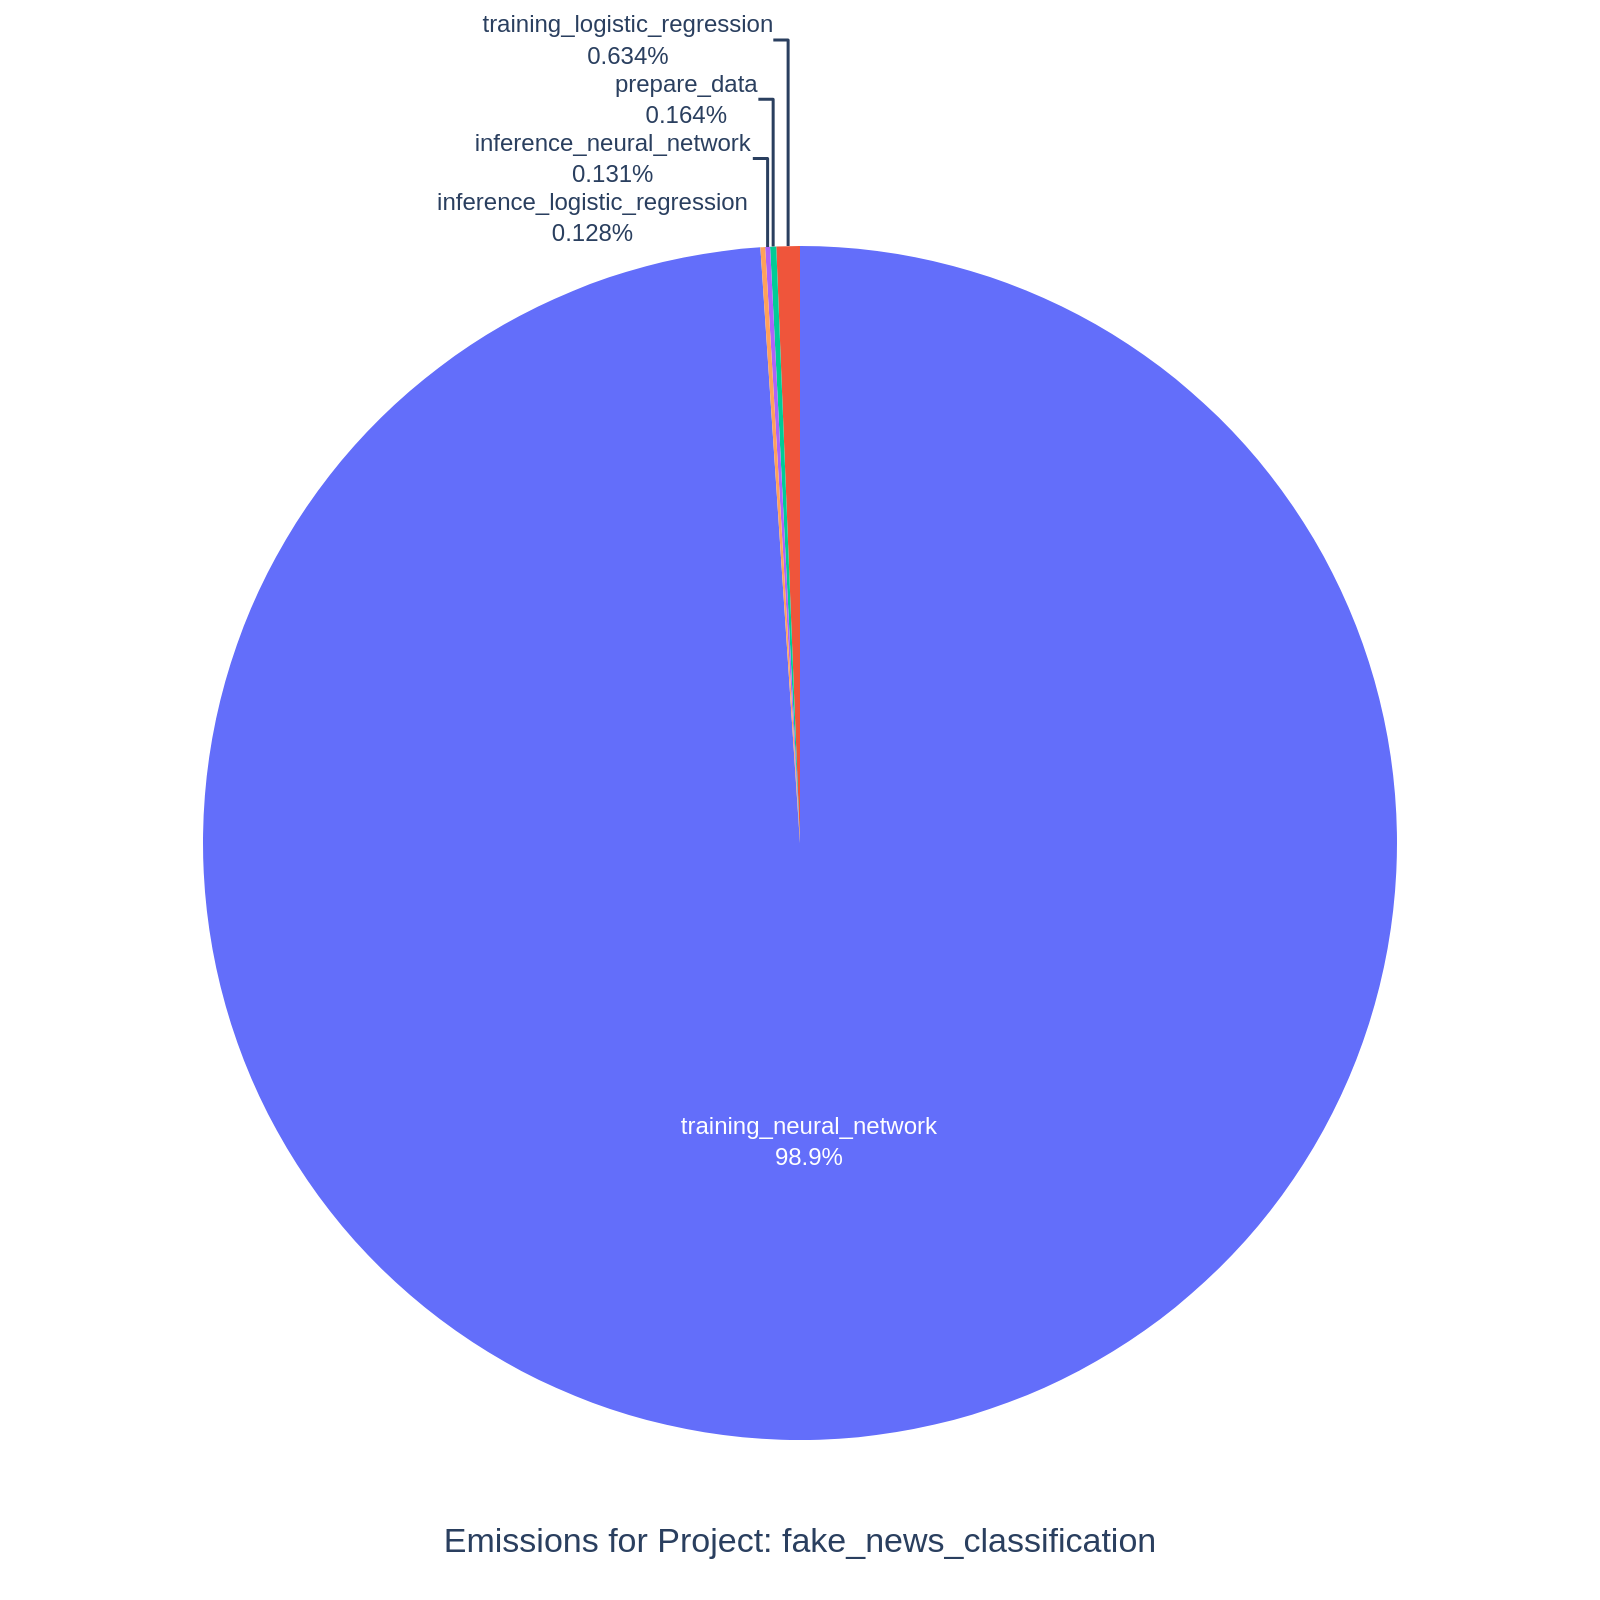 training_logistic_regression
0.634%
prepare_data
0.164%
inference_neural_network
0.131%
inference_logistic_regression
0.128%
training_neural_network
98.9%
Emissions for Project: fake_news_classification